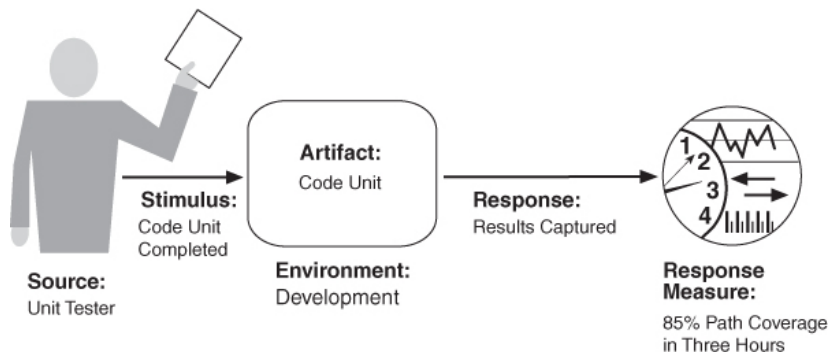 Source:
Unit Tester
Stimulus:
Code Unit
Completed
Artifact:
Code Unit
Environment:
Development
Response:
Results Captured
1
2
3
4
Response
Measure:
85% Path Coverage
in Three Hours